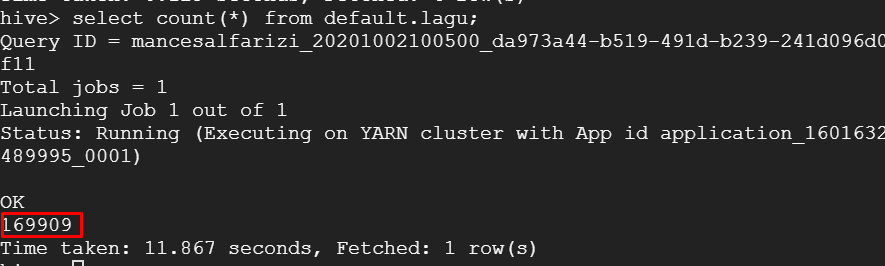 hive> select count(*) from default.lagu;
Query ID = mancesalfarizi_20201002100500_da973a44-b519-491d-b239-241d096d0
f11
Total jobs = 1
Launching Job 1 out of 1
Status: Running (Executing on YARN cluster with App id application_1601632
489995_0001)
OK
169909
Time taken: 11.867 seconds, Fetched: 1 row(s)